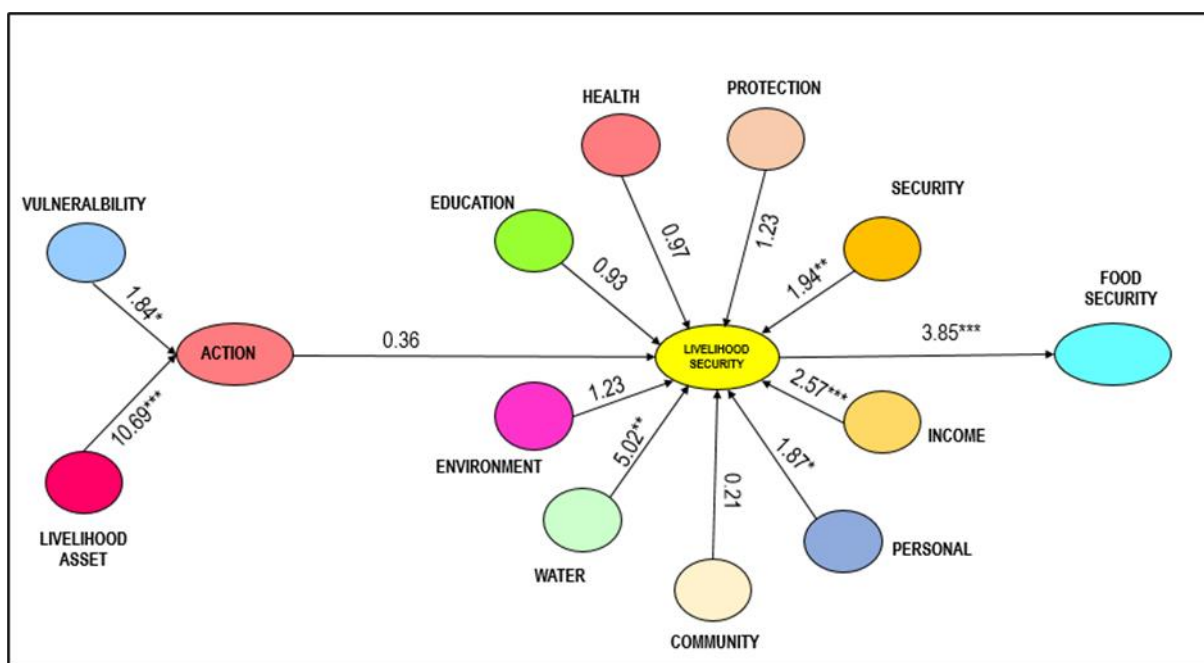 HEALTH
PROTECTION
VULNERALBILITY
EDUCATION
SECURITY
0.97
1.23
0.93
1.94**
FOOD
SECURITY
1.84*
ACTION
0.36
LIVELIHOOD
SECURITY
3.85***
10.69***
1.23
2.57***
ENVIRONMENT
5.02**
0.21
1.87*
INCOME
LIVELIHOOD
ASSET
WATER
PERSONAL
COMMUNITY